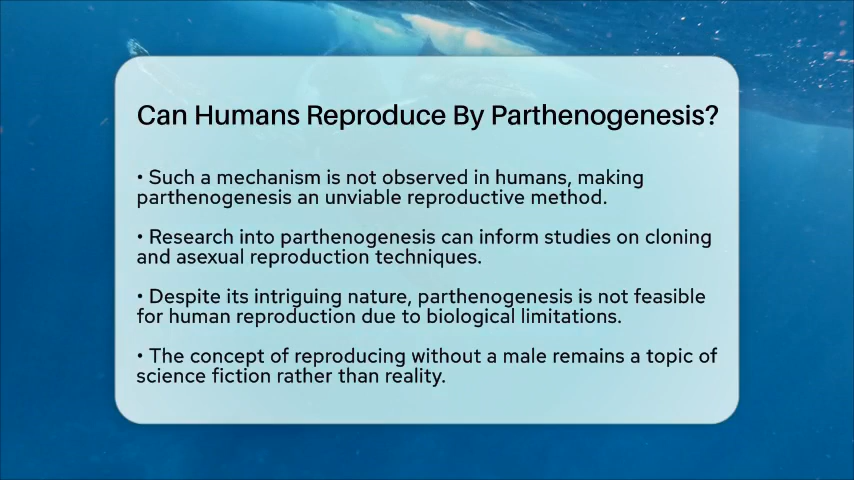 Can Humans Reproduce By Parthenogenesis?
• Such a mechanism is not observed in humans, making
parthenogenesis an unviable reproductive method.
• Research into parthenogenesis can inform studies on cloning
and asexual reproduction techniques.
• Despite its intriguing nature, parthenogenesis is not feasible
for human reproduction due to biological limitations.
• The concept of reproducing without a male remains a topic of
science fiction rather than reality.